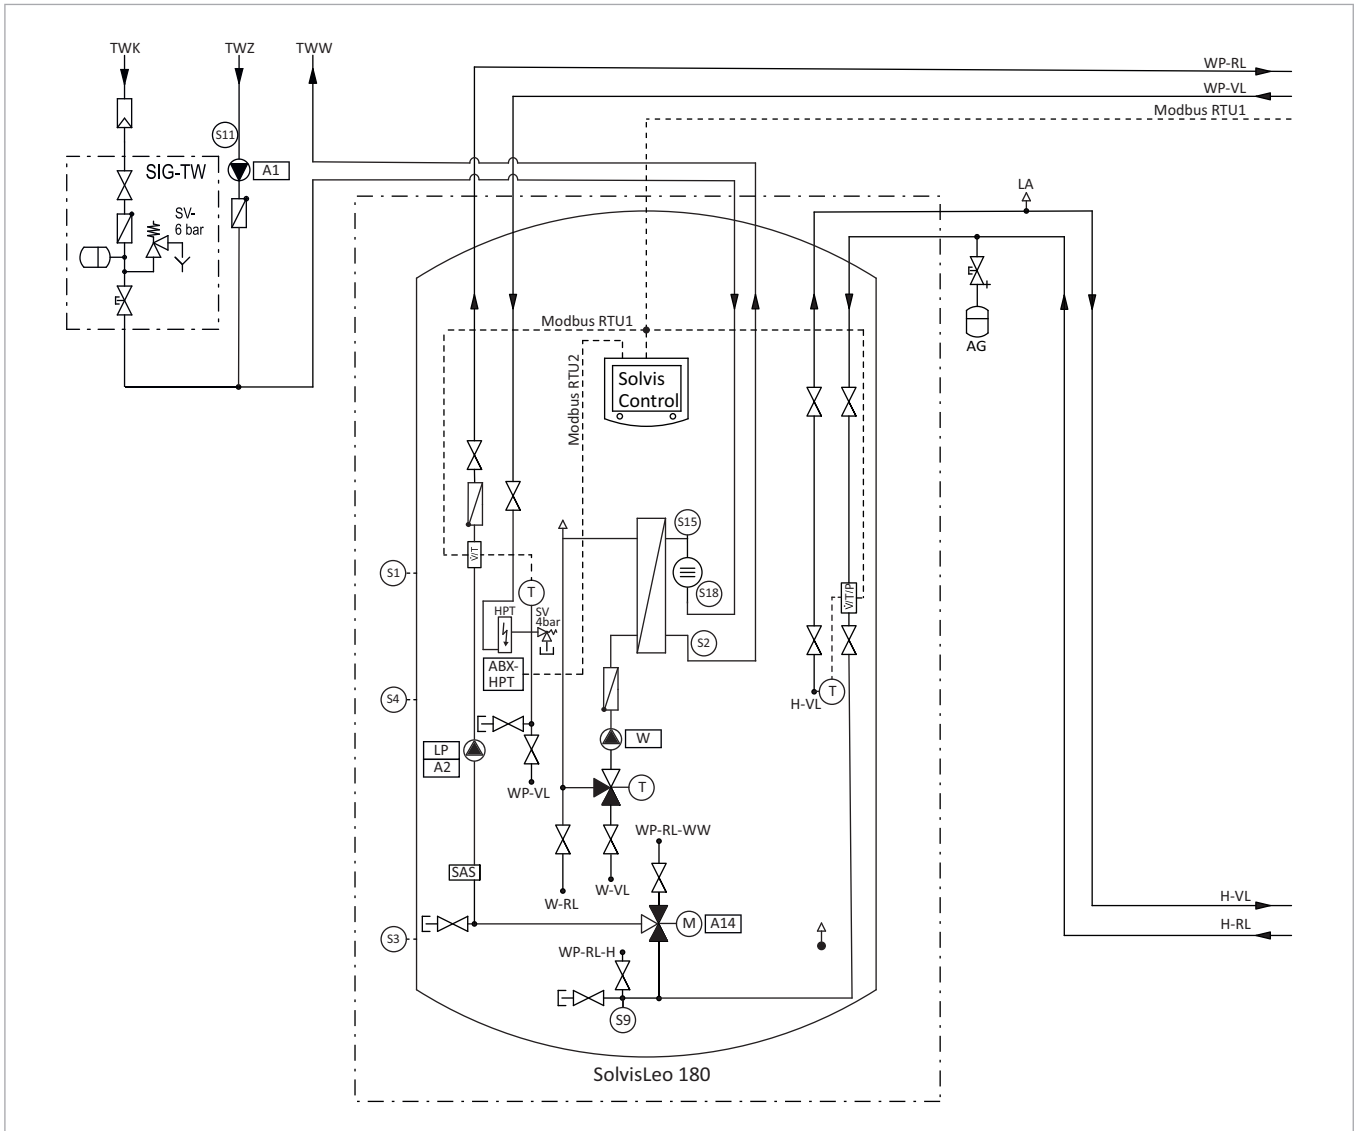 TWK
TWZ
TWW
WP-RL
WP-VL
Modbus RTU1
S11
A1
SIG-TW
SV-
6 bar
LA
AG
Modbus RTU1
Modbus RTU2
Solvis
Control
V/T
S1
T
HPT
SV
4bar
ABX-
HPT
S15
S18
S2
V̇/T/P
H-VL
T
S4
LP
A2
W
T
WP-VL
WP-RL-WW
SAS
W-RL
W-VL
M
A14
S3
WP-RL-H
S9
H-VL
H-RL
SolvisLeo 180